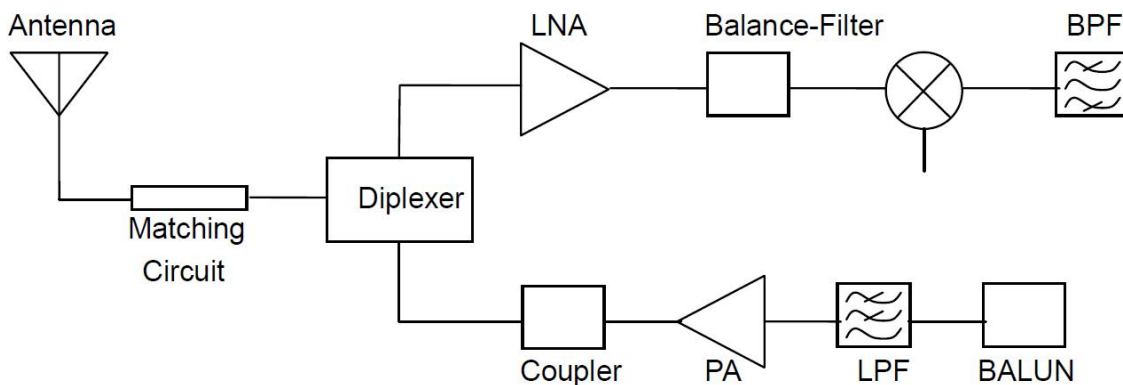 Antenna
LNA
Balance-Filter
BPF
Diplexer
Matching
Circuit
Coupler
PA
LPF
BALUN